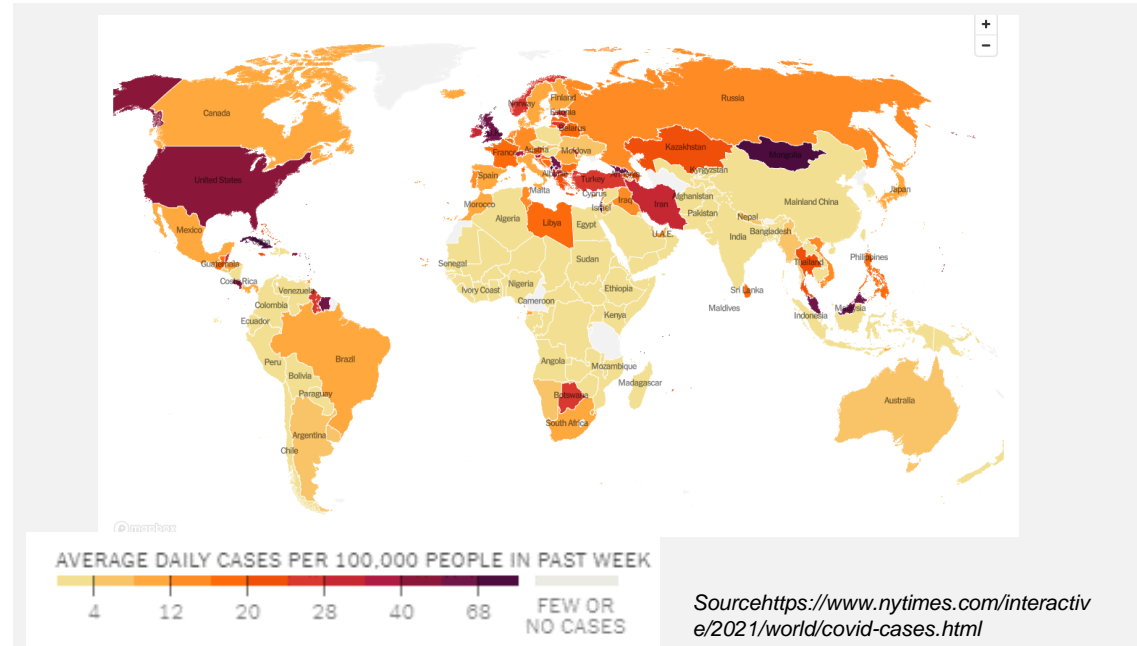 +
−
Canada
Russia
Norway
Finland
Estonia
Belarus
Kazakhstan
Mongolia
France
Austria
Moldova
United States
Kyrgyzstan
Spain
Turkey
Japan
Malta
Cyprus
Afghanistan
Mainland China
Morocco
Israel
Iraq
Iran
Pakistan
Algeria
Libya
Egypt
Nepal
Mexico
U.A.E.
India
Bangladesh
Guatemala
Senegal
Sudan
Thailand
Philippines
Costa Rica
Venezuela
Ivory Coast
Nigeria
Ethiopia
Sri Lanka
Colombia
Cameroon
Maldives
Malaysia
Ecuador
Kenya
Indonesia
Peru
Brazil
Angola
Mozambique
Bolivia
Madagascar
Paraguay
Botswana
Australia
Argentina
South Africa
Chile
mapbox
AVERAGE DAILY CASES PER 100,000 PEOPLE IN PAST WEEK
4 12 20 28 40 68
FEW OR
NO CASES
Sourcehttps://www.nytimes.com/interactiv
e/2021/world/covid-cases.html